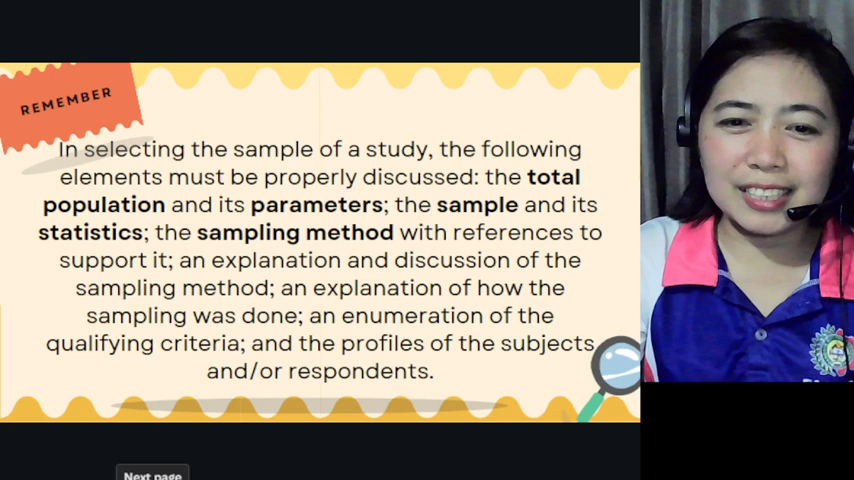 REMEMBER
In selecting the sample of a study, the following
elements must be properly discussed: the total
population and its parameters; the sample and its
statistics; the sampling method with references to
support it; an explanation and discussion of the
sampling method; an explanation of how the
sampling was done; an enumeration of the
qualifying criteria; and the profiles of the subjects
and/or respondents.
Next page